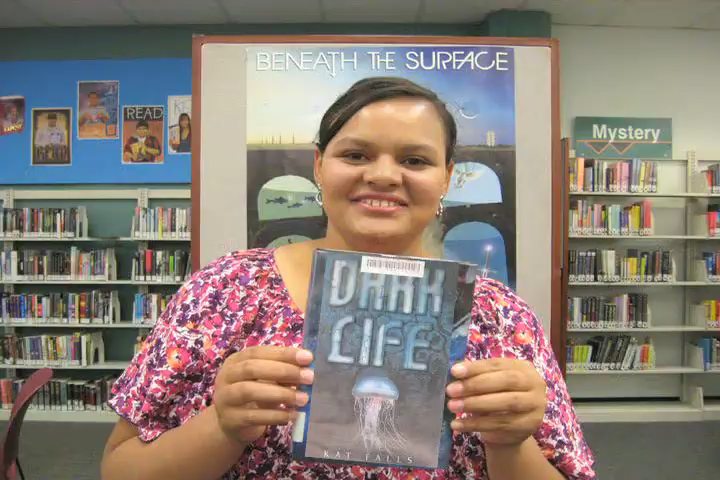 BENEATH THE SURFACE
READ
Mystery
DARK
LIFE
KAT FALLS